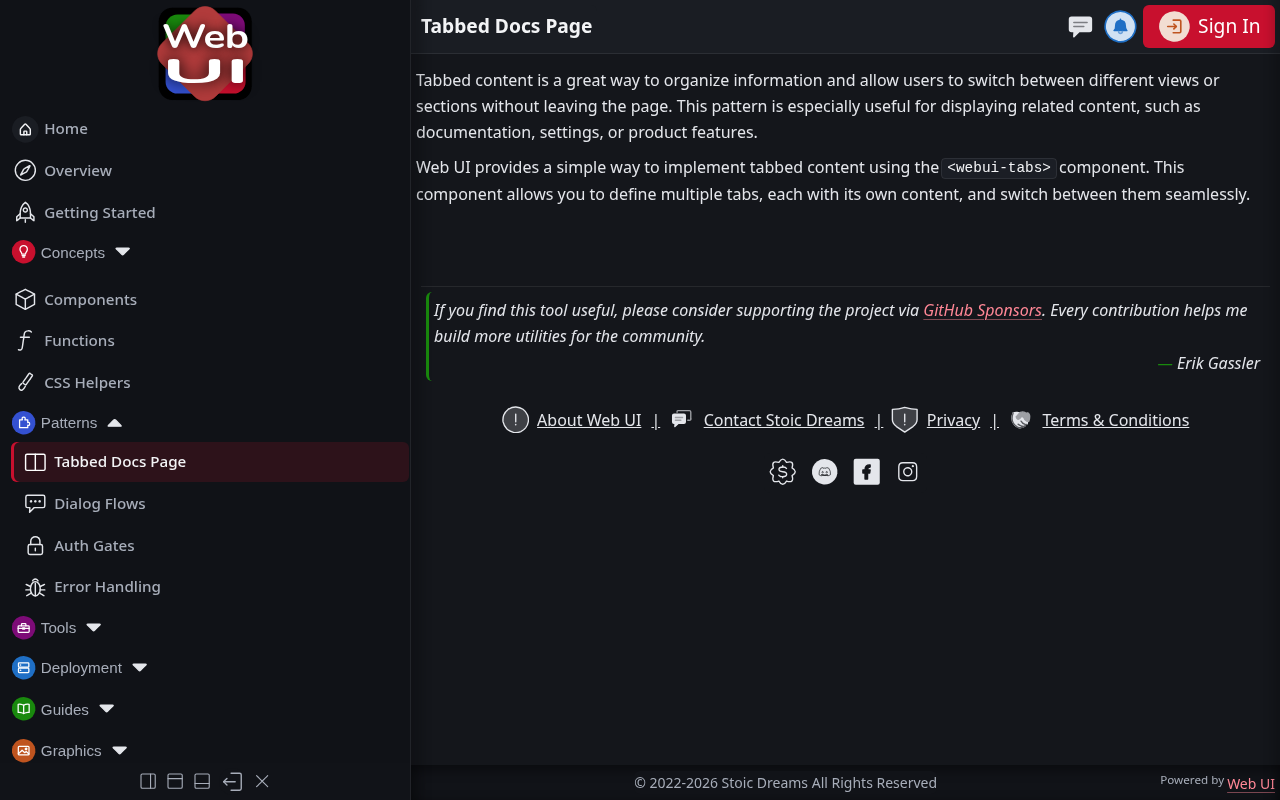 Web
UI
Home
Overview
Getting Started
Concepts
Components
Functions
CSS Helpers
Patterns
Tabbed Docs Page
Dialog Flows
Auth Gates
Error Handling
Tools
Deployment
Guides
Graphics
Tabbed Docs Page
Sign In
Tabbed content is a great way to organize information and allow users to switch between different views or
sections without leaving the page. This pattern is especially useful for displaying related content, such as
documentation, settings, or product features.
Web UI provides a simple way to implement tabbed content using the <webui-tabs> component. This
component allows you to define multiple tabs, each with its own content, and switch between them seamlessly.
If you find this tool useful, please consider supporting the project via GitHub Sponsors. Every contribution helps me
build more utilities for the community.
— Erik Gassler
About Web UI | Contact Stoic Dreams | Privacy | Terms & Conditions
© 2022-2026 Stoic Dreams All Rights Reserved
Powered by Web UI